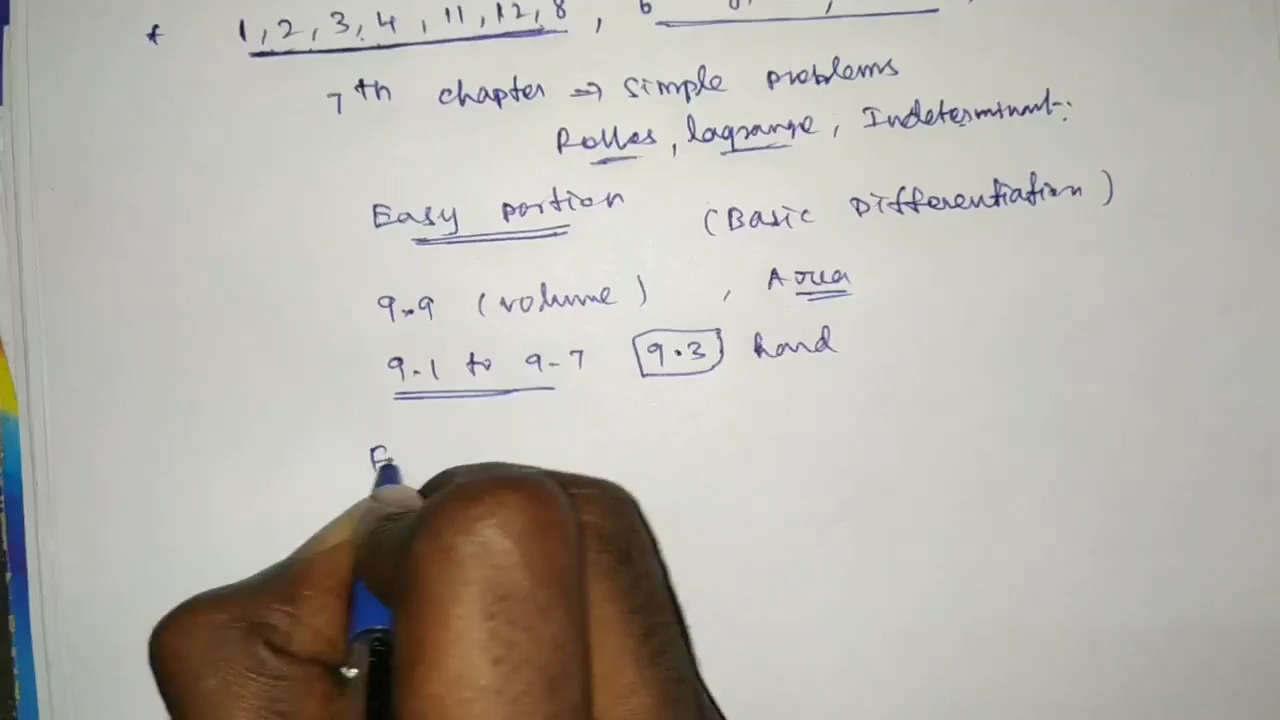 * 1, 2, 3, 4, 11, 12, 8, 6
7th chapter ⇒ simple problems
Rolles, lagrange, Indeterminant:
Easy portion (Basic Differentiation)
9.9 (volume) , Area
9.1 to 9-7 9.3 hard
F